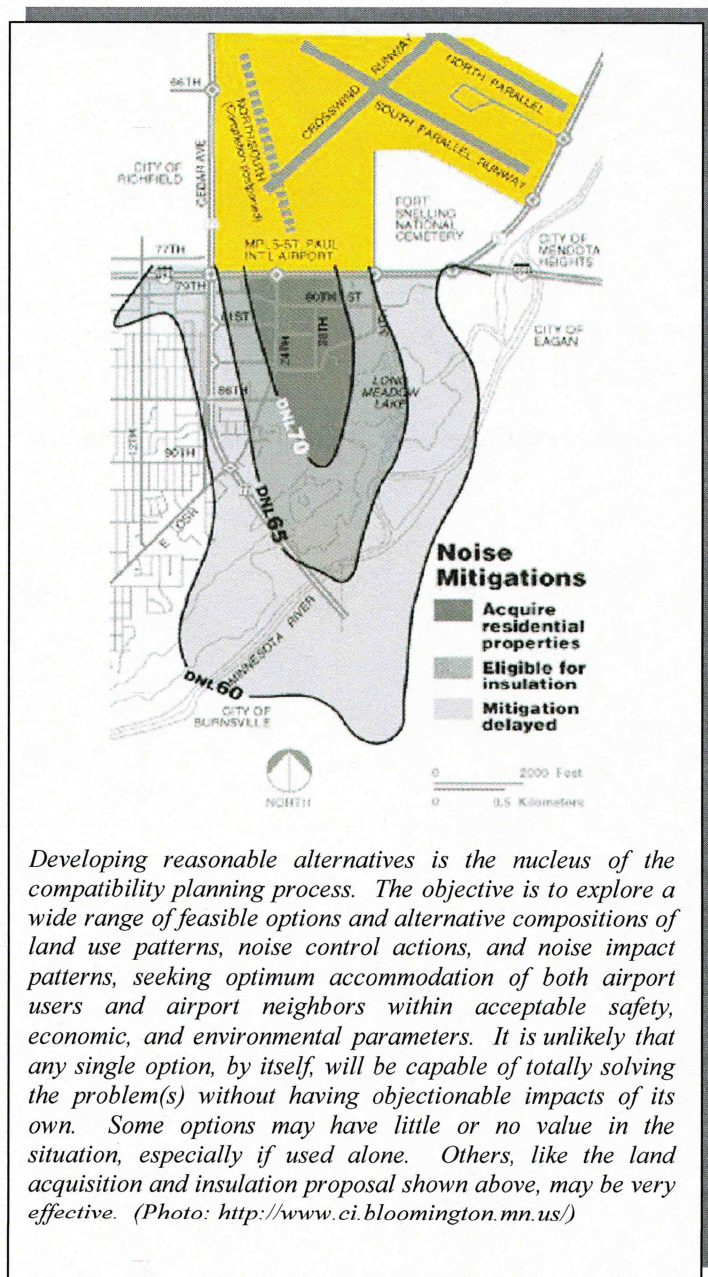 66TH
CROSSWIND RUNWAY
NORTH PARALLEL
SOUTH PARALLEL RUNWAY
NORTH-SOUTH
CITY OF
RICHFIELD
CEDAR AVE
FORT
SNELLING
NATIONAL
CEMETERY
77TH
MPLS-ST. PAUL
INT'L AIRPORT
CITY OF
MENDOTA
HEIGHTS
79TH
80TH ST
81ST
24TH
28TH
CITY OF
EAGAN
86TH
LONG
MEADOW
LAKE
12TH
DNL70
90TH
E
DNL65
Noise
Mitigations
Acquire
residential
properties
Eligible for
insulation
Mitigation
delayed
MINNESOTA RIVER
DNL60
CITY OF
BURNSVILLE
0 2000 Feet
0 0.5 Kilometers
NORTH
Developing reasonable alternatives is the nucleus of the
compatibility planning process. The objective is to explore a
wide range of feasible options and alternative compositions of
land use patterns, noise control actions, and noise impact
patterns, seeking optimum accommodation of both airport
users and airport neighbors within acceptable safety,
economic, and environmental parameters. It is unlikely that
any single option, by itself, will be capable of totally solving
the problem(s) without having objectionable impacts of its
own. Some options may have little or no value in the
situation, especially if used alone. Others, like the land
acquisition and insulation proposal shown above, may be very
effective. (Photo: http://www.ci.bloomington.mn.us/)